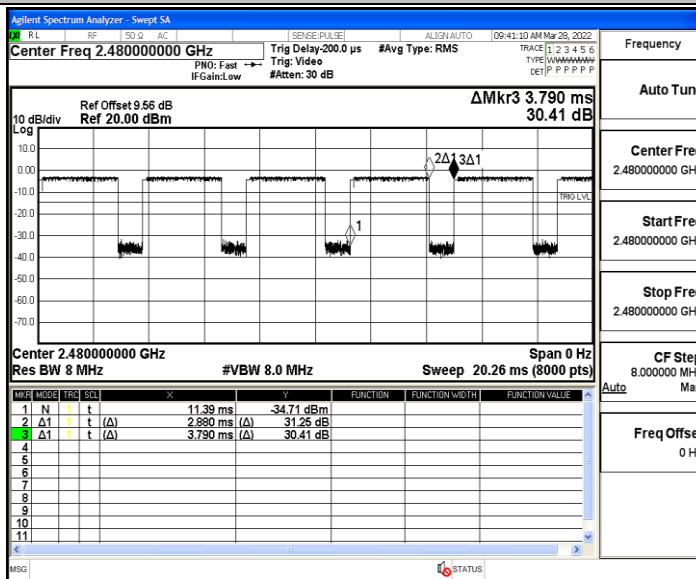 Agilent Spectrum Analyzer - Swept SA
RL RF 50 Ω AC SENSE:PULSE ALIGN AUTO 09:41:10 AM Mar 28, 2022
Center Freq 2.480000000 GHz
PNO: Fast
IFGain:Low
Trig Delay-200.0 µs
Trig: Video
#Atten: 30 dB
#Avg Type: RMS
TRACE 1 2 3 4 5 6
TYPE
DET P P P P P P
Ref Offset 9.56 dB
Ref 20.00 dBm
10 dB/div
Log
ΔMkr3 3.790 ms
30.41 dB
10.0
0.00
-10.0
-20.0
-30.0
-40.0
-50.0
-60.0
-70.0
2Δ1 3Δ1
TRIG LVL
1
Center 2.480000000 GHz Span 0 Hz
Res BW 8 MHz #VBW 8.0 MHz Sweep 20.26 ms (8000 pts)
MKR MODE TRC SCL X Y FUNCTION FUNCTION WIDTH FUNCTION VALUE
1 N 1 t 11.39 ms -34.71 dBm
2 Δ1 1 t (Δ) 2.880 ms (Δ) 31.25 dB
3 Δ1 1 t (Δ) 3.790 ms (Δ) 30.41 dB
4
5
6
7
8
9
10
11
MSG STATUS
Frequency
Auto Tun
Center Fre
2.480000000 GH
Start Fre
2.480000000 GH
Stop Fre
2.480000000 GH
CF Step
8.000000 MH
Auto Ma
Freq Offse
0 H